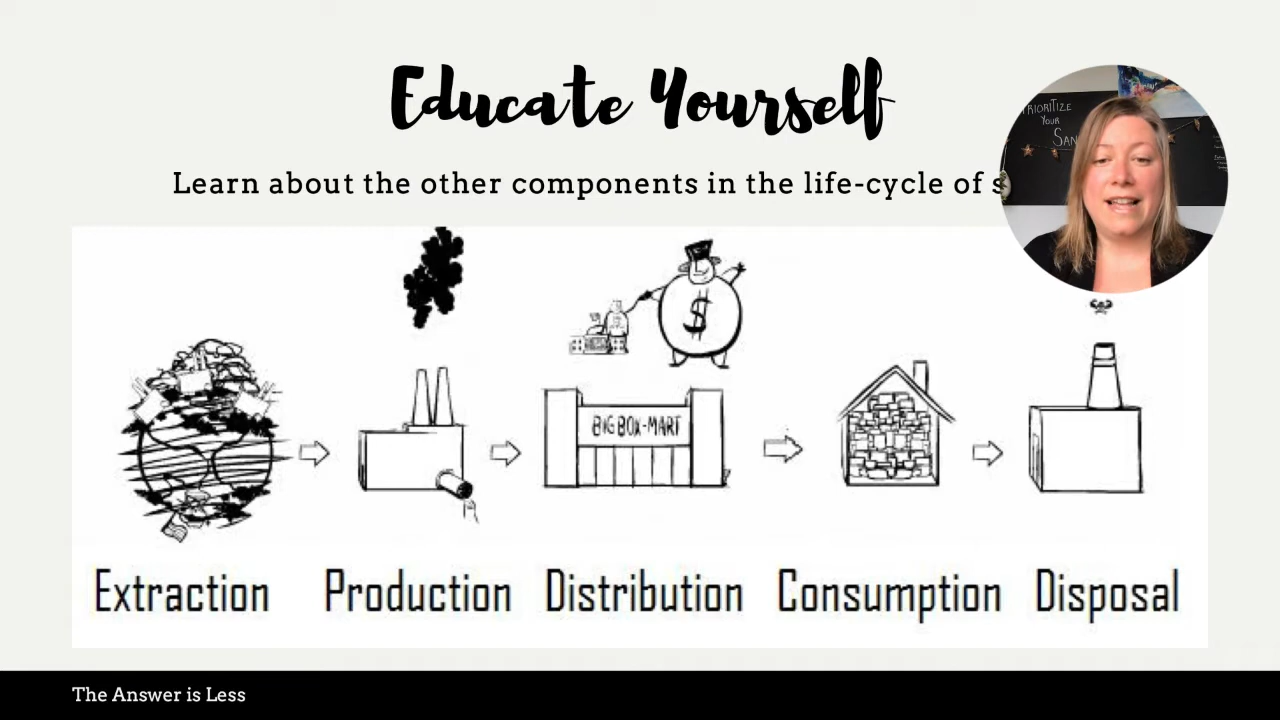 Educate Yourself
Learn about the other components in the life-cycle of
PRIORITIZE
YOUR
$
BIG BOX-MART
Extraction Production Distribution Consumption Disposal
The Answer is Less